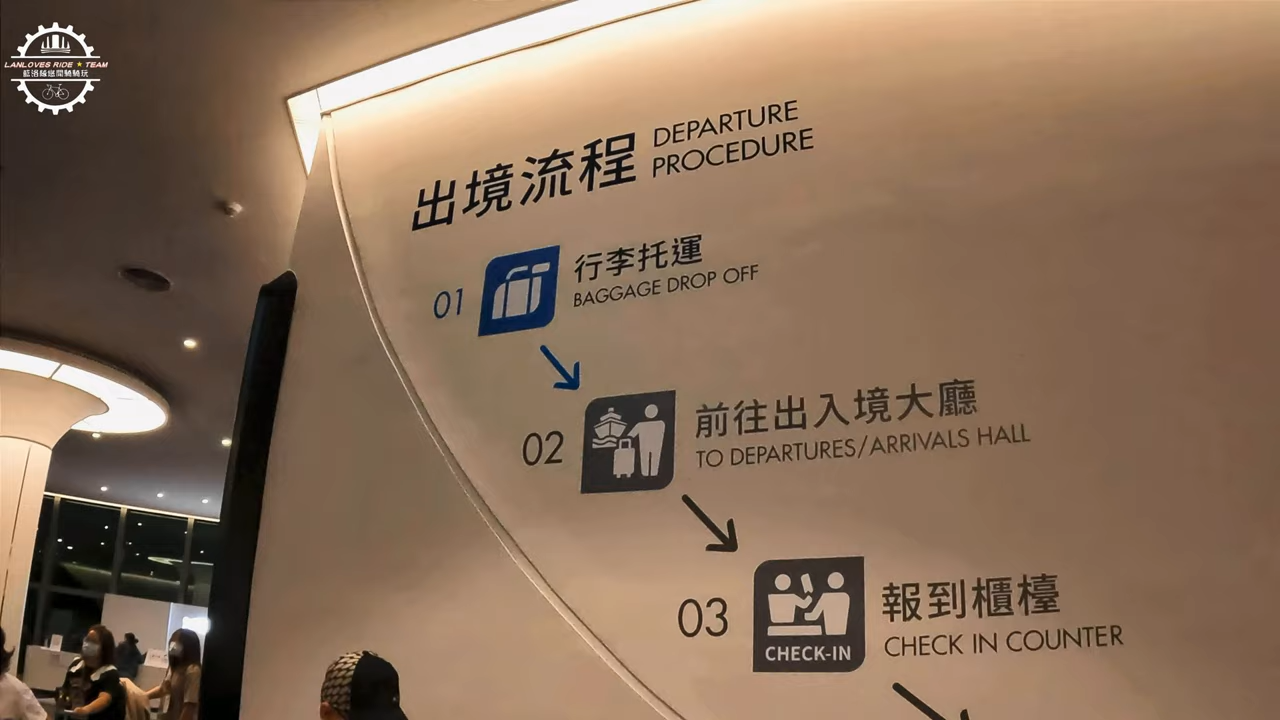 LANLOVES RIDE ★ TEAM
出境流程
DEPARTURE
PROCEDURE
01
行李托運
BAGGAGE DROP OFF
02
前往出入境大廳
TO DEPARTURES/ARRIVALS HALL
03
CHECK-IN
報到櫃檯
CHECK IN COUNTER